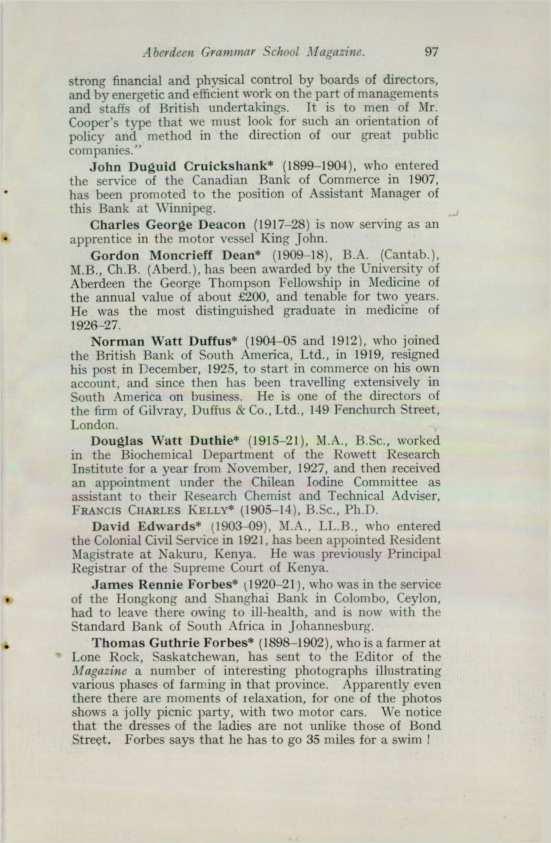 Aberdeen Grammar School Magazine. 97
strong financial and physical control by boards of directors,
and by energetic and efficient work on the part of managements
and staffs of British undertakings. It is to men of Mr.
Cooper's type that we must look for such an orientation of
policy and method in the direction of our great public
companies."
John Duguid Cruickshank* (1899–1904), who entered
the service of the Canadian Bank of Commerce in 1907,
has been promoted to the position of Assistant Manager of
this Bank at Winnipeg.
Charles George Deacon (1917–28) is now serving as an
apprentice in the motor vessel King John.
Gordon Moncrieff Dean* (1909–18), B.A. (Cantab.),
M.B., Ch.B. (Aberd.), has been awarded by the University of
Aberdeen the George Thompson Fellowship in Medicine of
the annual value of about £200, and tenable for two years.
He was the most distinguished graduate in medicine of
1926–27.
Norman Watt Duffus* (1904–05 and 1912), who joined
the British Bank of South America, Ltd., in 1919, resigned
his post in December, 1925, to start in commerce on his own
account, and since then has been travelling extensively in
South America on business. He is one of the directors of
the firm of Gilvray, Duffus & Co., Ltd., 149 Fenchurch Street,
London.
Douglas Watt Duthie* (1915–21), M.A., B.Sc., worked
in the Biochemical Department of the Rowett Research
Institute for a year from November, 1927, and then received
an appointment under the Chilean Iodine Committee as
assistant to their Research Chemist and Technical Adviser,
FRANCIS CHARLES KELLY* (1905–14), B.Sc., Ph.D.
David Edwards* (1903–09), M.A., LL.B., who entered
the Colonial Civil Service in 1921, has been appointed Resident
Magistrate at Nakuru, Kenya. He was previously Principal
Registrar of the Supreme Court of Kenya.
James Rennie Forbes* (1920–21), who was in the service
of the Hongkong and Shanghai Bank in Colombo, Ceylon,
had to leave there owing to ill-health, and is now with the
Standard Bank of South Africa in Johannesburg.
Thomas Guthrie Forbes* (1898–1902), who is a farmer at
Lone Rock, Saskatchewan, has sent to the Editor of the
Magazine a number of interesting photographs illustrating
various phases of farming in that province. Apparently even
there there are moments of relaxation, for one of the photos
shows a jolly picnic party, with two motor cars. We notice
that the dresses of the ladies are not unlike those of Bond
Street. Forbes says that he has to go 35 miles for a swim !